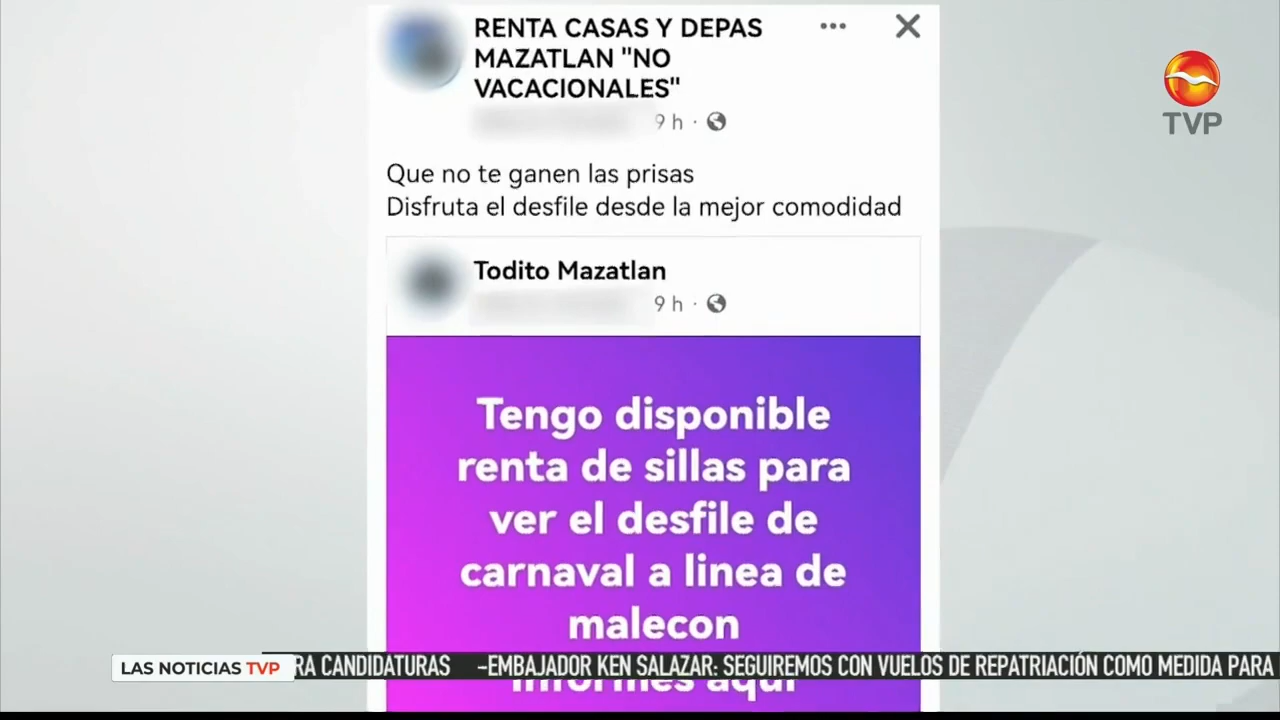 RENTA CASAS Y DEPAS
MAZATLAN "NO
VACACIONALES"
9 h ·
TVP
Que no te ganen las prisas
Disfruta el desfile desde la mejor comodidad
Todito Mazatlan
9 h ·
Tengo disponible
renta de sillas para
ver el desfile de
carnaval a linea de
malecon
informes aqui
LAS NOTICIAS TVP
RA CANDIDATURAS -EMBAJADOR KEN SALAZAR: SEGUIREMOS CON VUELOS DE REPATRIACIÓN COMO MEDIDA PARA